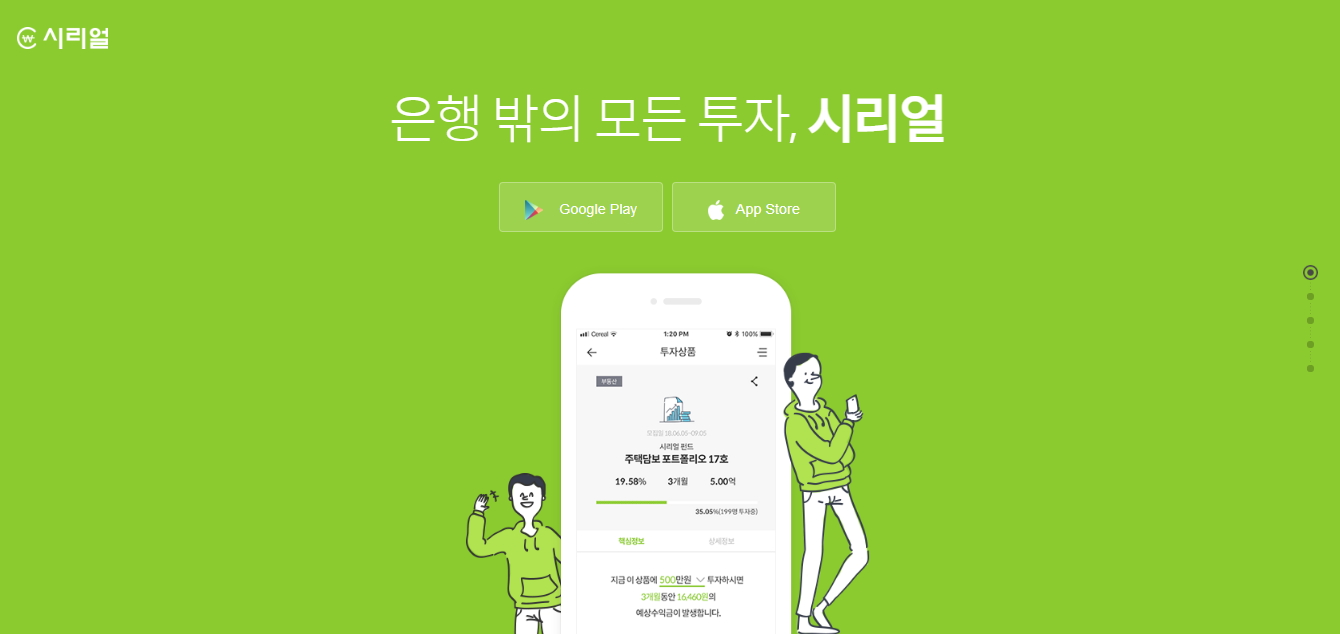 시리얼
은행 밖의 모든 투자, 시리얼
Google Play
App Store
Cereal 1:20 PM 100%
투자상품
부동산
모집일 18.06.05~09.05
시리얼 펀드
주택담보 포트폴리오 17호
19.58% 3개월 5.00억
35.05%(199명 투자중)
핵심정보 상세정보
지금 이 상품에 500만원 투자하시면
3개월동안 16,460원의
예상수익금이 발생합니다.